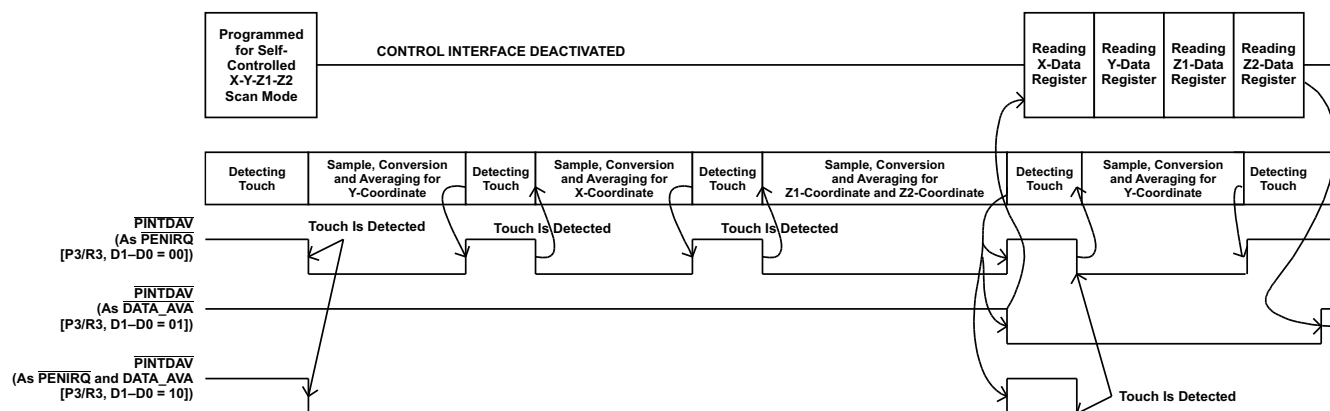 Programmed
for Self-
Controlled
X-Y-Z1-Z2
Scan Mode
CONTROL INTERFACE DEACTIVATED
Reading
X-Data
Register
Reading
Y-Data
Register
Reading
Z1-Data
Register
Reading
Z2-Data
Register
Detecting
Touch
Sample, Conversion
and Averaging for
Y-Coordinate
Detecting
Touch
Sample, Conversion
and Averaging for
X-Coordinate
Detecting
Touch
Sample, Conversion
and Averaging for
Z1-Coordinate and Z2-Coordinate
Detecting
Touch
Sample, Conversion
and Averaging for
Y-Coordinate
Detecting
Touch
PINTDAV
(As PENIRQ
[P3/R3, D1–D0 = 00])
Touch Is Detected
Touch Is Detected
Touch Is Detected
PINTDAV
(As DATA_AVA
[P3/R3, D1–D0 = 01])
PINTDAV
(As PENIRQ and DATA_AVA
[P3/R3, D1–D0 = 10])
Touch Is Detected